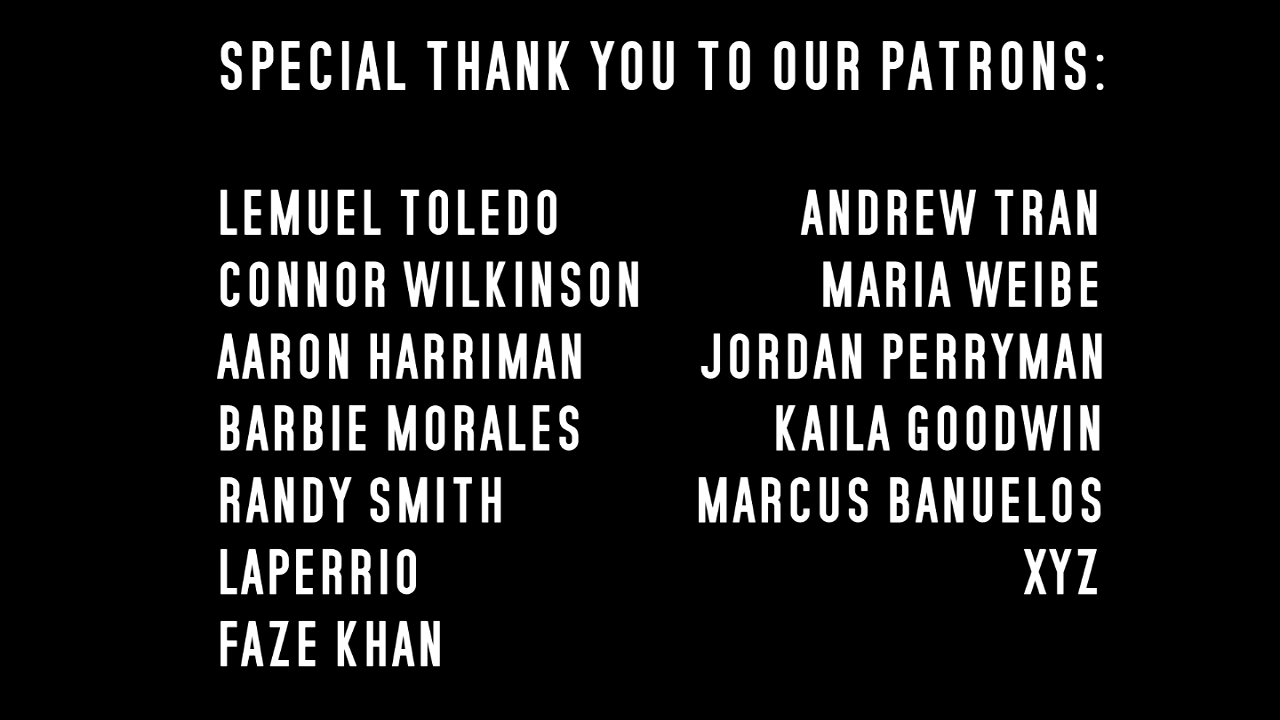 SPECIAL THANK YOU TO OUR PATRONS:
LEMUEL TOLEDO
CONNOR WILKINSON
AARON HARRIMAN
BARBIE MORALES
RANDY SMITH
LAPERRIO
FAZE KHAN
ANDREW TRAN
MARIA WEIBE
JORDAN PERRYMAN
KAILA GOODWIN
MARCUS BANUELOS
XYZ